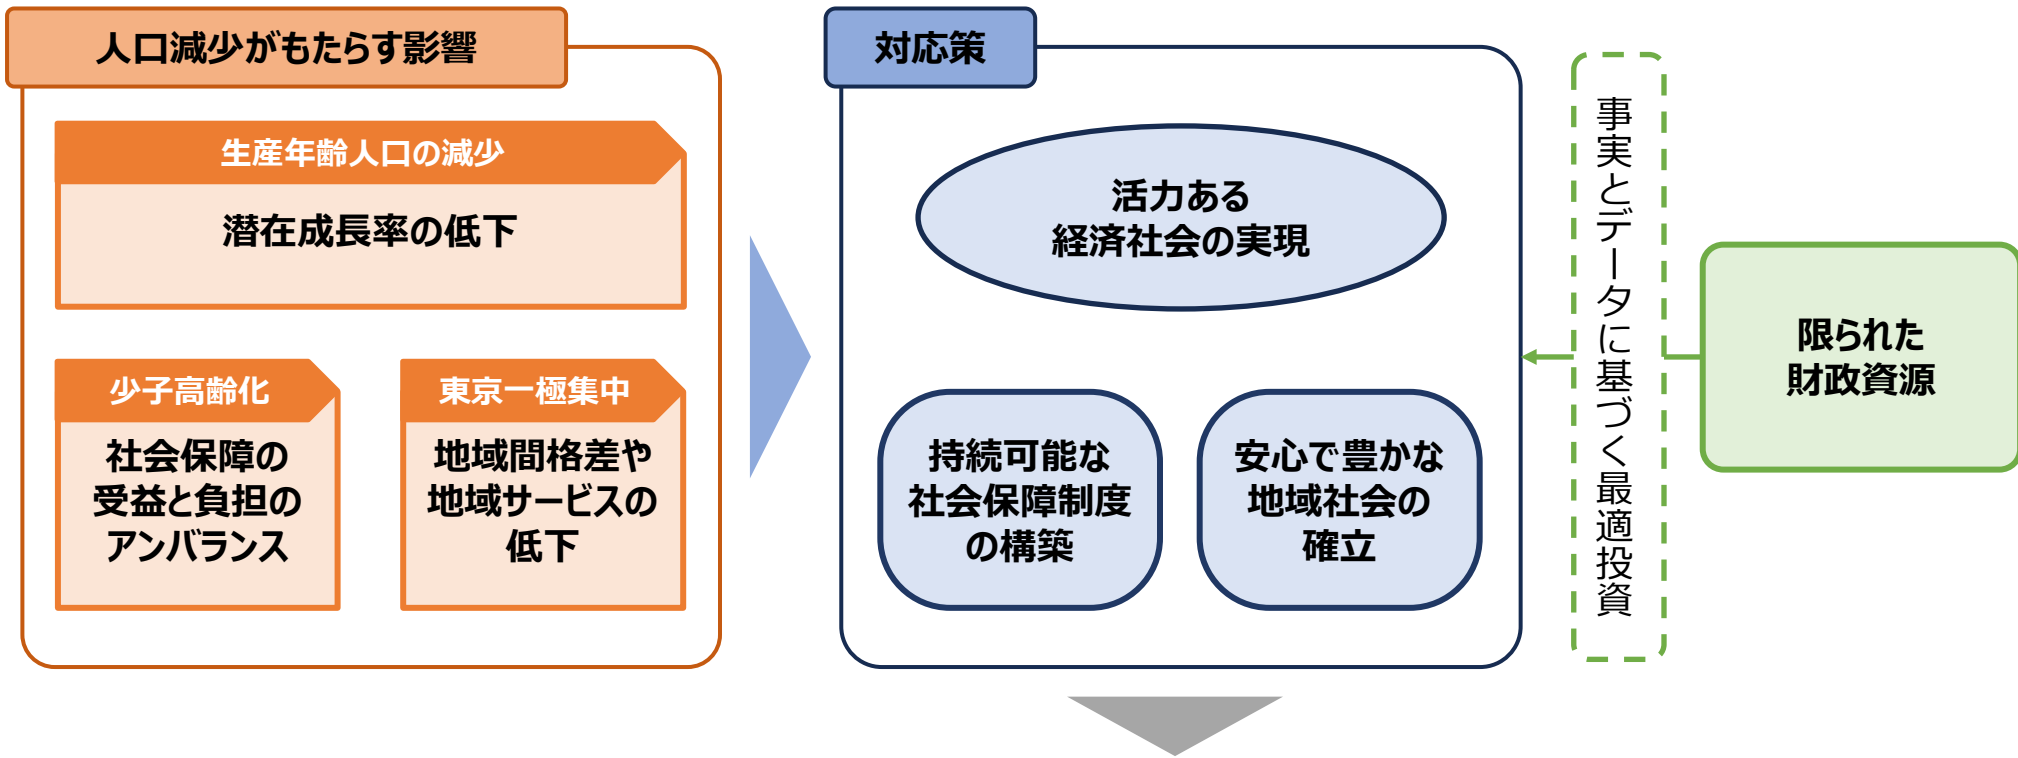 人口減少がもたらす影響
生産年齢人口の減少
潜在成長率の低下
少子高齢化
社会保障の
受益と負担の
アンバランス
東京一極集中
地域間格差や
地域サービスの
低下
対応策
活力ある
経済社会の実現
持続可能な
社会保障制度
の構築
安心で豊かな
地域社会の
確立
事実とデータに基づく最適投資
限られた
財政資源